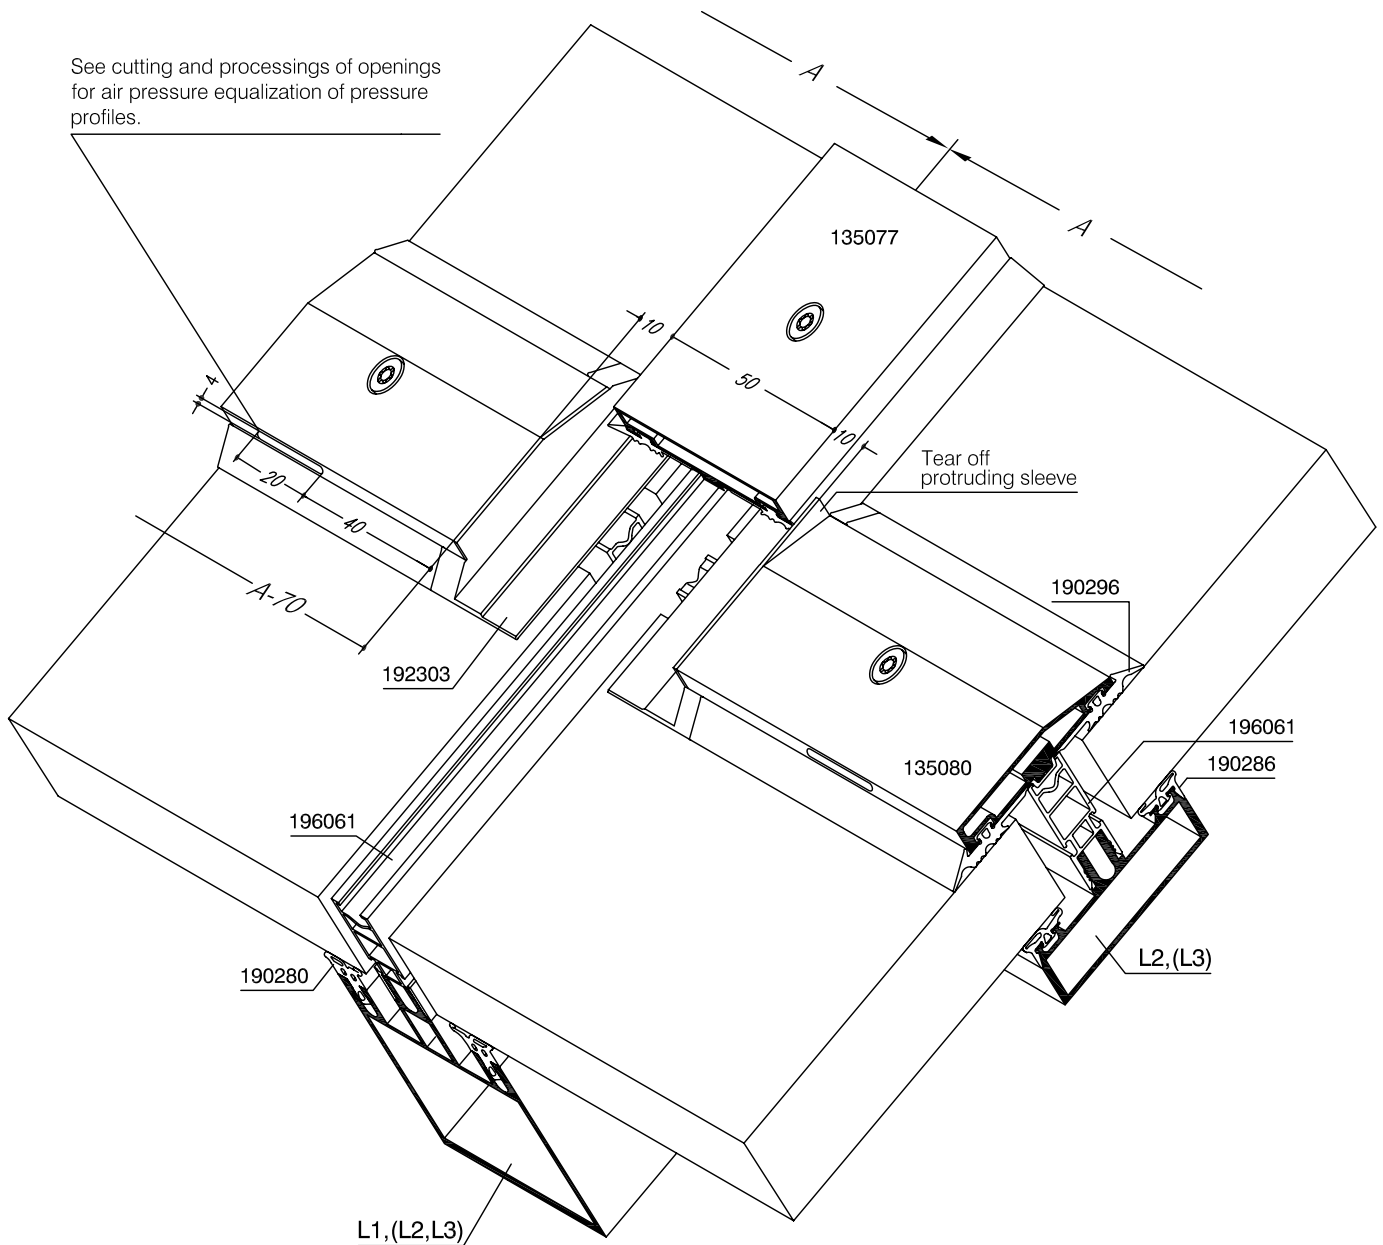 See cutting and processings of openings
for air pressure equalization of pressure
profiles.
A
A
135077
10
50
10
4
20
40
A-70
Tear off
protruding sleeve
190296
192303
196061
190286
135080
196061
190280
L2,(L3)
L1,(L2,L3)